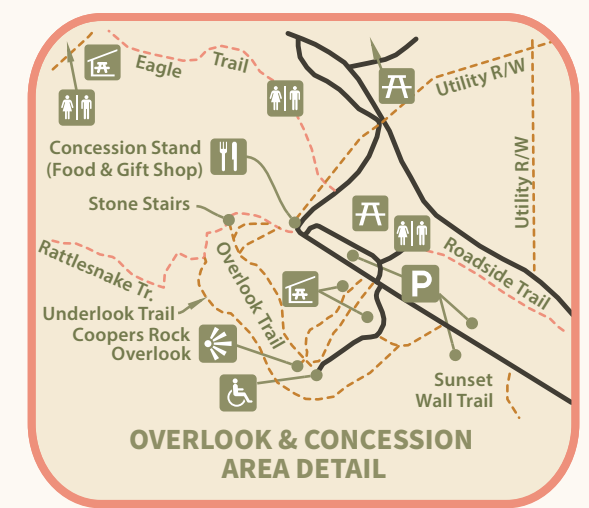 Eagle Trail
Utility R/W
Concession Stand
(Food & Gift Shop)
Utility R/W
Stone Stairs
Rattlesnake Tr.
Overlook Trail
P
Roadside Trail
Underlook Trail
Coopers Rock
Overlook
Sunset
Wall Trail
OVERLOOK & CONCESSION
AREA DETAIL